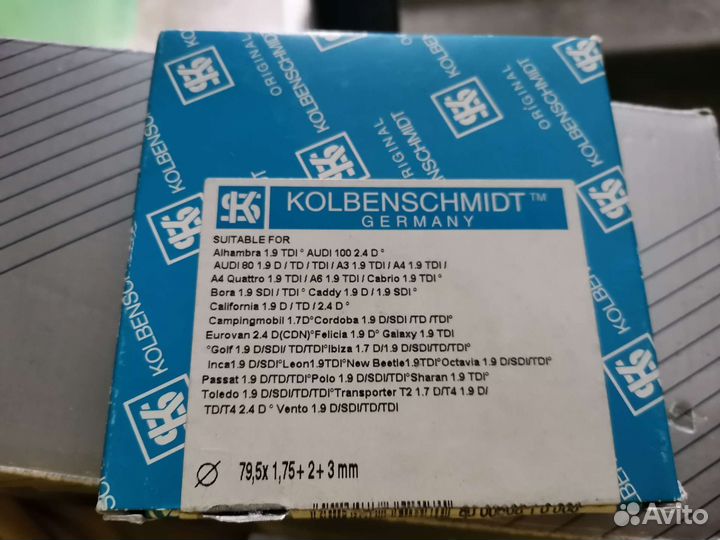 KOLBENSCHMIDT
ORIGINAL
KOLBENSCHMIDT
ORIGINAL
KOLBENSCHMIDT
ORIGINAL
KOLBENSCHMIDT
KOLBENSCHMIDT
KOLBENSCHMIDT™
GERMANY
SUITABLE FOR
Alhambra 1.9 TDI° AUDI 100 2.4 D°
AUDI 80 1.9 D / TD / TDI / A3 1.9 TDI / A4 1.9 TDI /
A4 Quattro 1.9 TDI / A6 1.9 TDI / Cabrio 1.9 TDI°
Bora 1.9 SDI / TDI° Caddy 1.9 D / 1.9 SDI°
California 1.9 D / TD / 2.4 D°
Campingmobil 1.7D°Cordoba 1.9 D/SDI /TD /TDI°
Eurovan 2.4 D(CDN)°Felicia 1.9 D° Galaxy 1.9 TDI
°Golf 1.9 D/SDI/ TD/TDI°Ibiza 1.7 D/1.9 D/SDI/TD/TDI°
Inca1.9 D/SDI°Leon1.9TDI°New Beetle1.9TDI°Octavia 1.9 D/SDI/TDI°
Passat 1.9 D/TD/TDI°Polo 1.9 D/SDI/TDI°Sharan 1.9 TDI°
Toledo 1.9 D/SDI/TD/TDI°Transporter T2 1.7 D/T4 1.9 D/
TD/T4 2.4 D° Vento 1.9 D/SDI/TD/TDI
79,5x 1,75+2+3 mm
Avito